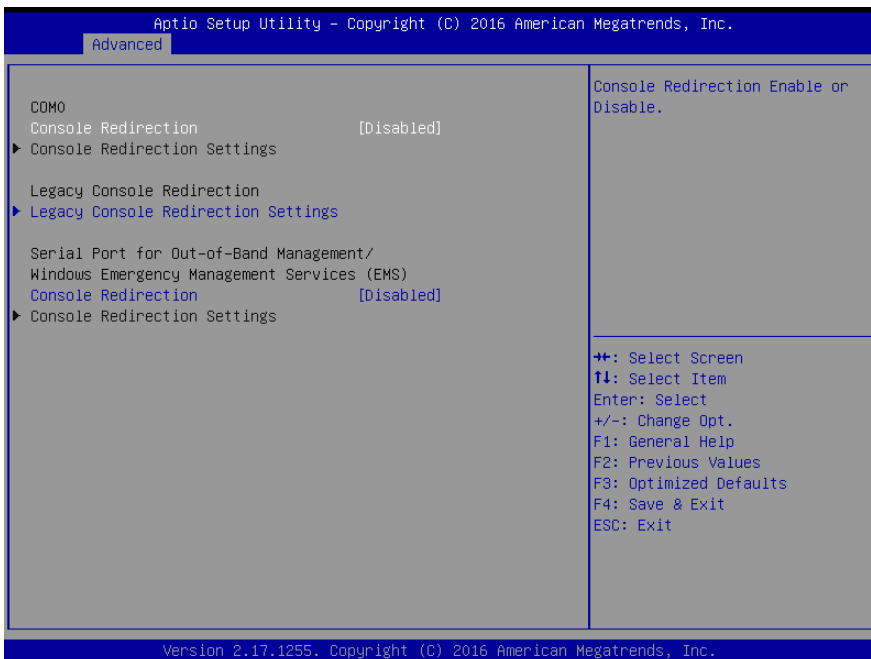 Aptio Setup Utility – Copyright (C) 2016 American Megatrends, Inc.
Advanced
COM0
Console Redirection [Disabled]
▶ Console Redirection Settings
Legacy Console Redirection
▶ Legacy Console Redirection Settings
Serial Port for Out-of-Band Management/
Windows Emergency Management Services (EMS)
Console Redirection [Disabled]
▶ Console Redirection Settings
Console Redirection Enable or
Disable.
→←: Select Screen
↑↓: Select Item
Enter: Select
+/-: Change Opt.
F1: General Help
F2: Previous Values
F3: Optimized Defaults
F4: Save & Exit
ESC: Exit
Version 2.17.1255. Copyright (C) 2016 American Megatrends, Inc.